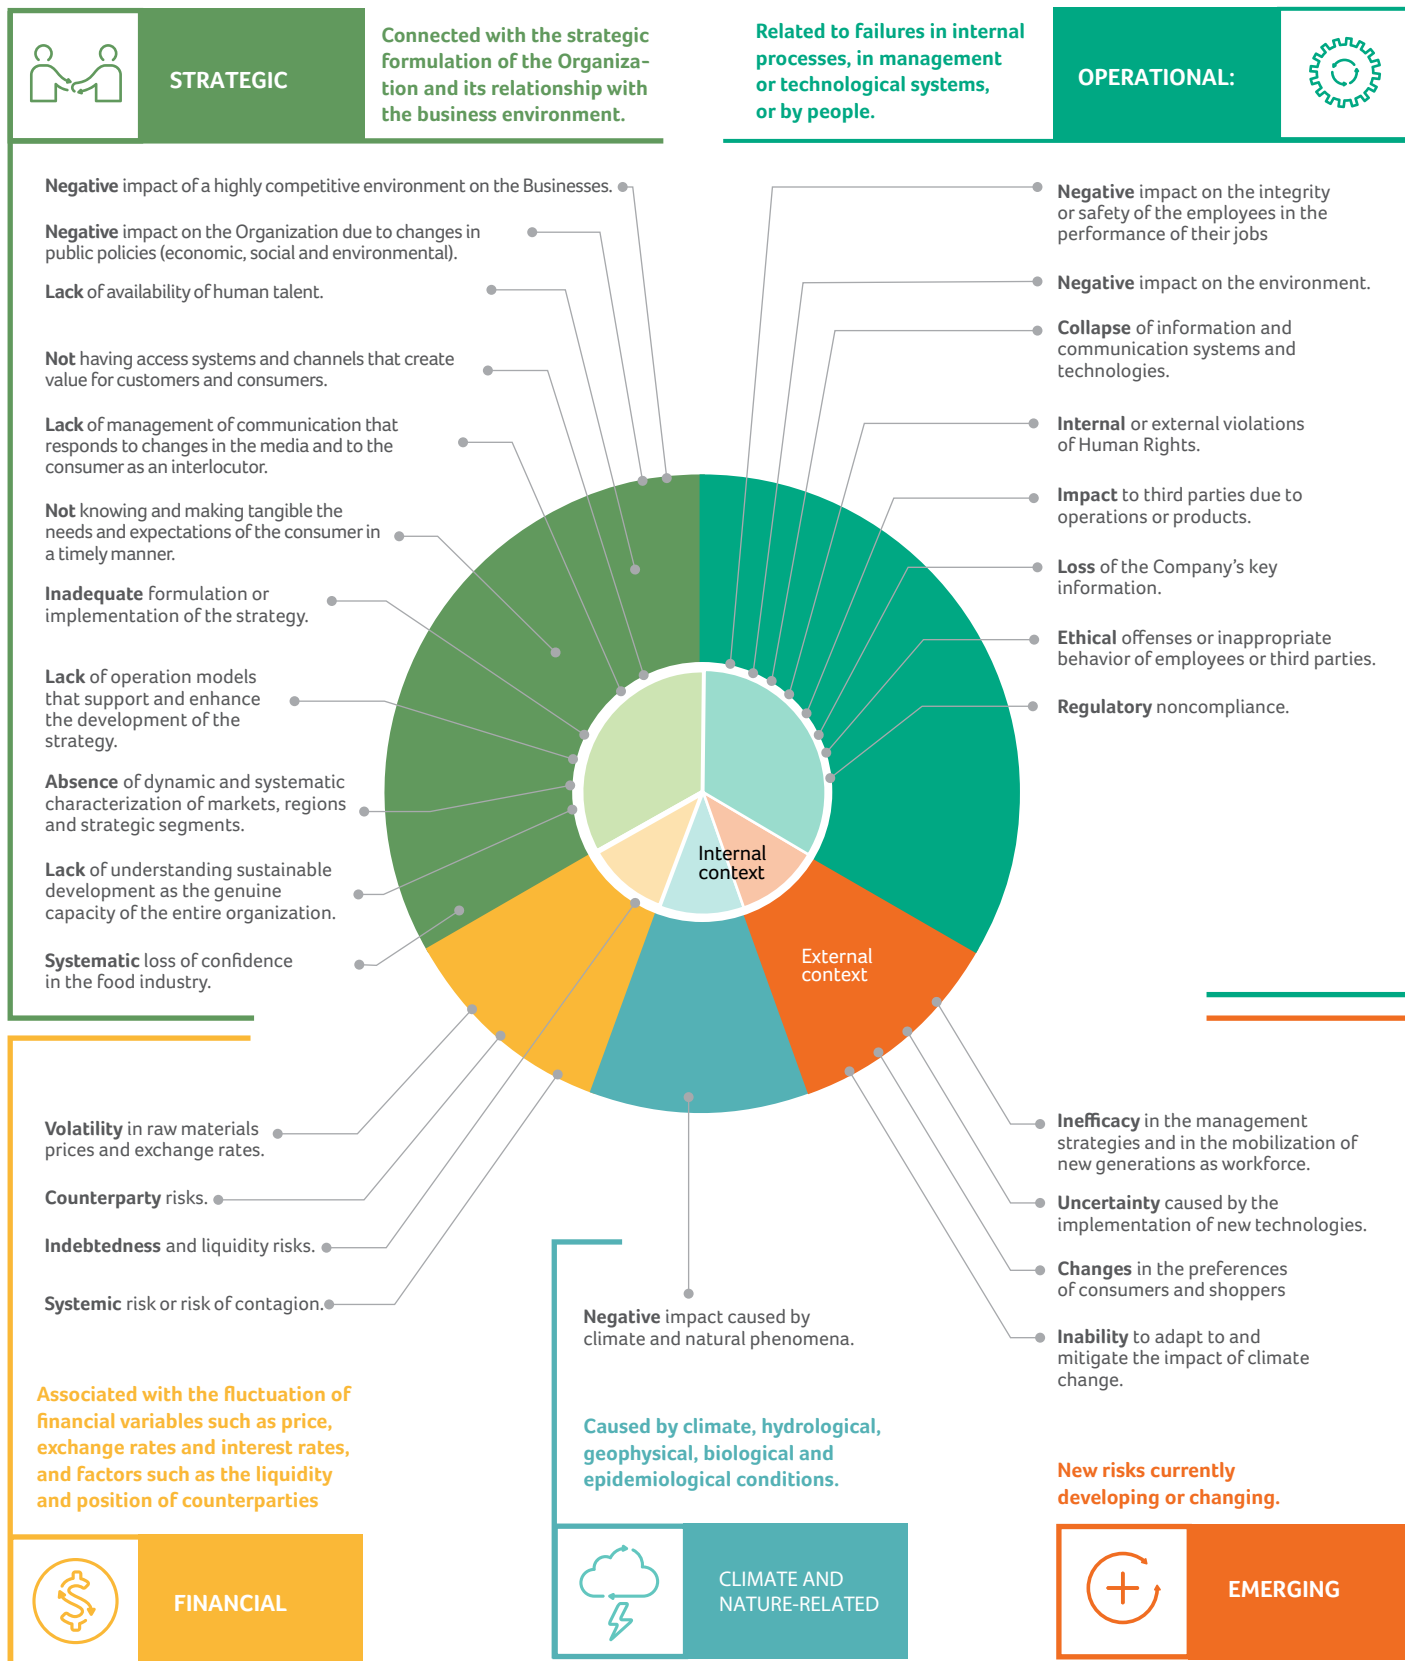 STRATEGIC
Connected with the strategic
formulation of the Organiza-
tion and its relationship with
the business environment.
Related to failures in internal
processes, in management
or technological systems,
or by people.
OPERATIONAL:
Negative impact of a highly competitive environment on the Businesses.
Negative impact on the Organization due to changes in
public policies (economic, social and environmental).
Lack of availability of human talent.
Not having access systems and channels that create
value for customers and consumers.
Lack of management of communication that
responds to changes in the media and to the
consumer as an interlocutor.
Not knowing and making tangible the
needs and expectations of the consumer in
a timely manner.
Inadequate formulation or
implementation of the strategy.
Lack of operation models
that support and enhance
the development of the
strategy.
Absence of dynamic and systematic
characterization of markets, regions
and strategic segments.
Lack of understanding sustainable
development as the genuine
capacity of the entire organization.
Systematic loss of confidence
in the food industry.
Negative impact on the integrity
or safety of the employees in the
performance of their jobs
Negative impact on the environment.
Collapse of information and
communication systems and
technologies.
Internal or external violations
of Human Rights.
Impact to third parties due to
operations or products.
Loss of the Company's key
information.
Ethical offenses or inappropriate
behavior of employees or third parties.
Regulatory noncompliance.
Internal
context
External
context
Volatility in raw materials
prices and exchange rates.
Counterparty risks.
Indebtedness and liquidity risks.
Systemic risk or risk of contagion.
Associated with the fluctuation of
financial variables such as price,
exchange rates and interest rates,
and factors such as the liquidity
and position of counterparties
FINANCIAL
Negative impact caused by
climate and natural phenomena.
Caused by climate, hydrological,
geophysical, biological and
epidemiological conditions.
CLIMATE AND
NATURE-RELATED
Inefficacy in the management
strategies and in the mobilization of
new generations as workforce.
Uncertainty caused by the
implementation of new technologies.
Changes in the preferences
of consumers and shoppers
Inability to adapt to and
mitigate the impact of climate
change.
New risks currently
developing or changing.
EMERGING